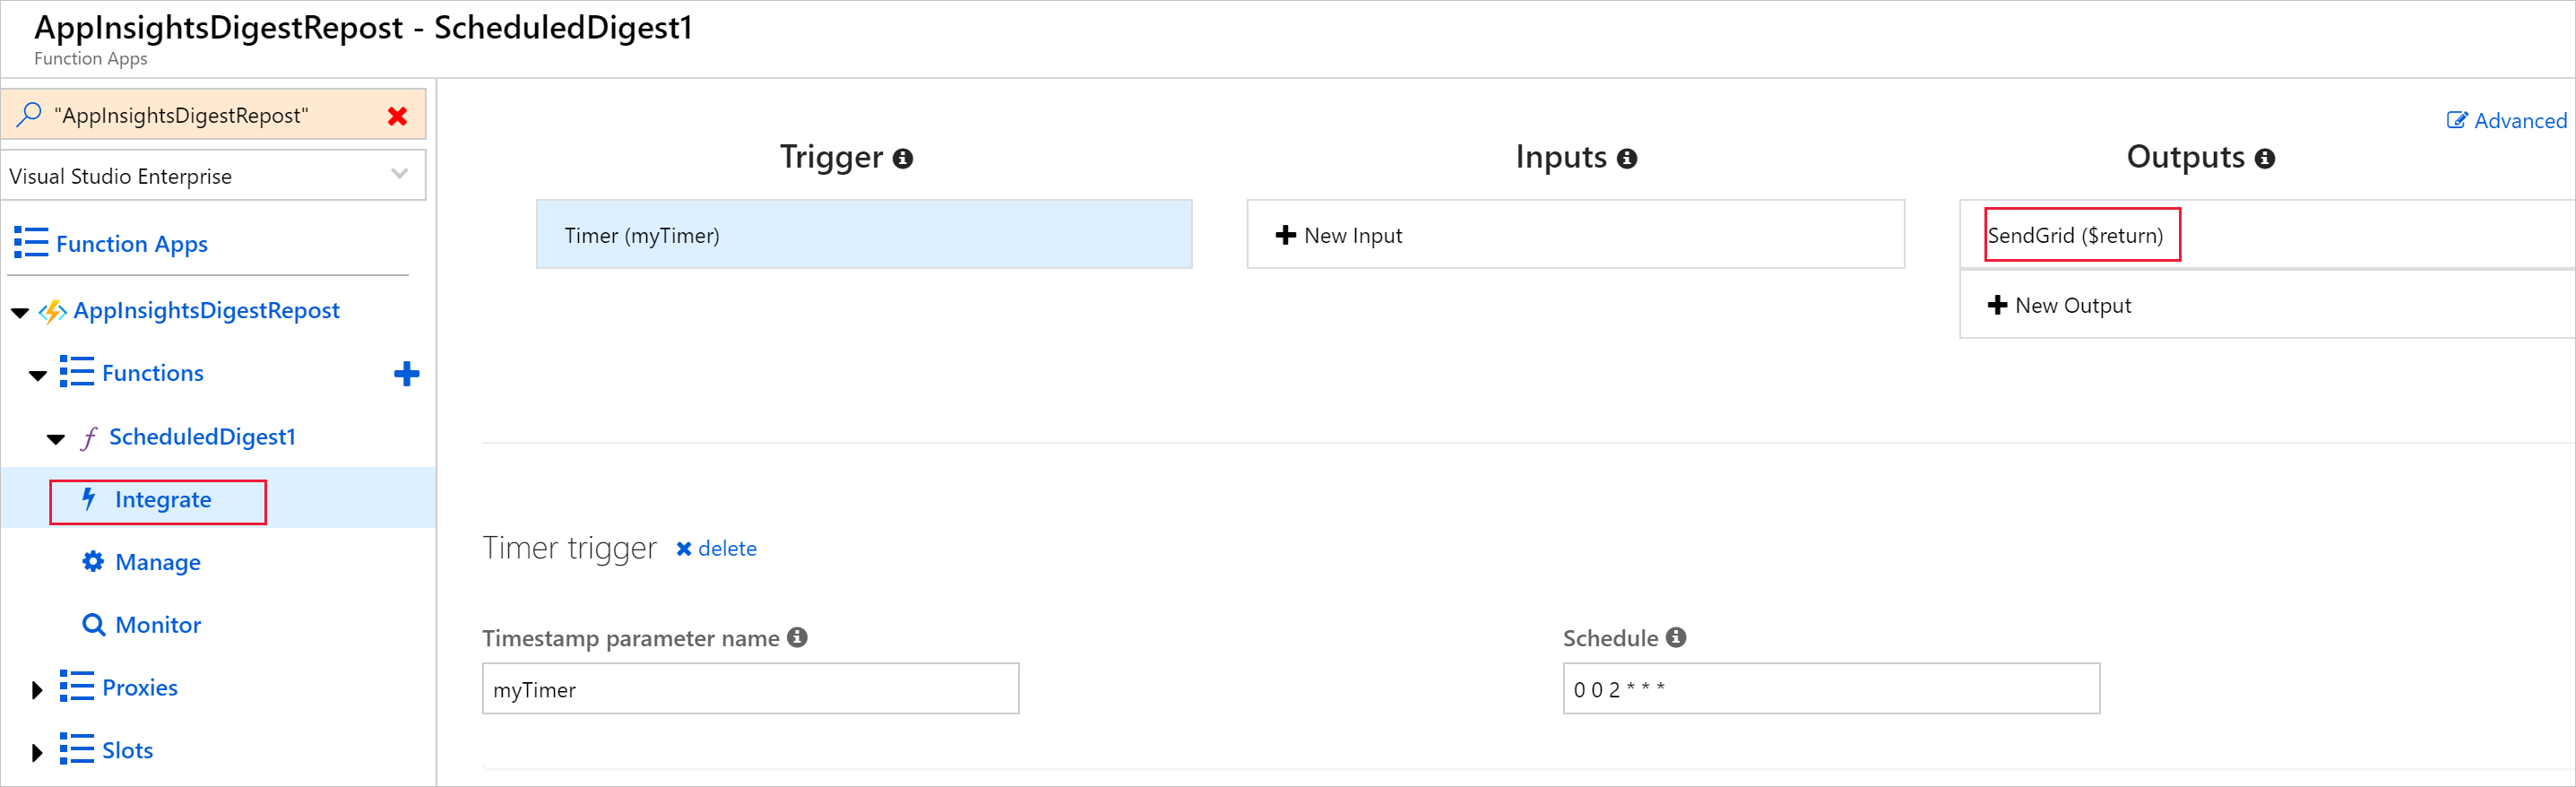 AppInsightsDigestRepost - ScheduledDigest1
Function Apps
"AppInsightsDigestRepost"
Visual Studio Enterprise
Function Apps
AppInsightsDigestRepost
Functions
ScheduledDigest1
Integrate
Manage
Monitor
Proxies
Slots
Advanced
Trigger
Timer (myTimer)
Inputs
New Input
Outputs
SendGrid ($return)
New Output
Timer trigger delete
Timestamp parameter name
myTimer
Schedule
0 0 2 * * *